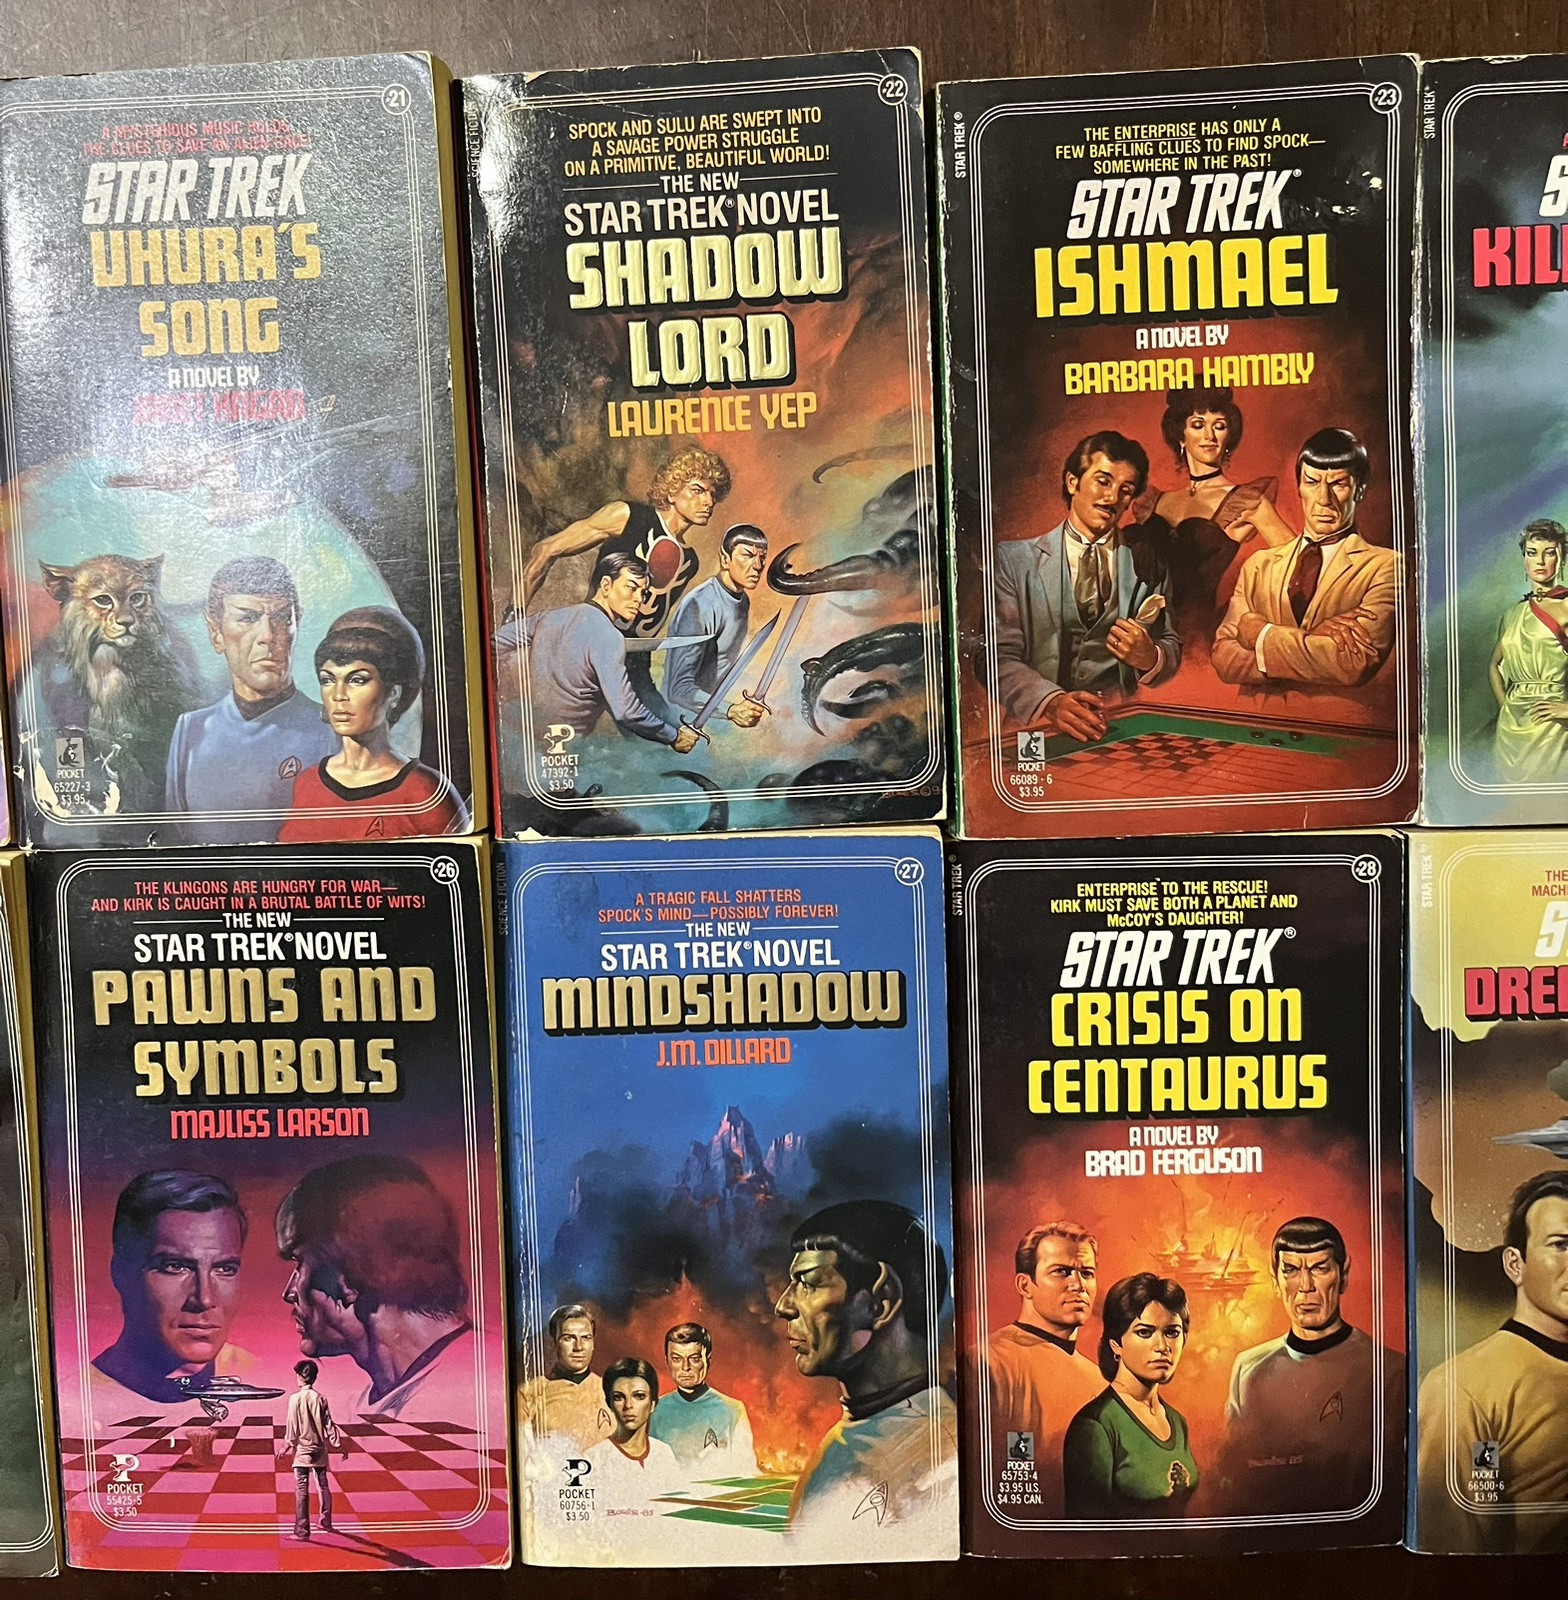 #21
A MYSTERIOUS MUSIC HOLDS
THE CLUES TO SAVE AN ALIEN RACE!
STAR TREK
UHURA'S
SONG
A NOVEL BY
JANET KAGAN
POCKET
65227-3
$3.95
SCIENCE FICTION
#22
SPOCK AND SULU ARE SWEPT INTO
A SAVAGE POWER STRUGGLE
ON A PRIMITIVE, BEAUTIFUL WORLD!
THE NEW
STAR TREK® NOVEL
SHADOW
LORD
LAURENCE YEP
POCKET
47392-1
$3.50
STAR TREK®
#23
THE ENTERPRISE HAS ONLY A
FEW BAFFLING CLUES TO FIND SPOCK—
SOMEWHERE IN THE PAST!
STAR TREK®
ISHMAEL
A NOVEL BY
BARBARA HAMBLY
POCKET
66089-6
$3.95
STAR TREK®
S
KIL
#26
THE KLINGONS ARE HUNGRY FOR WAR—
AND KIRK IS CAUGHT IN A BRUTAL BATTLE OF WITS!
THE NEW
STAR TREK® NOVEL
PAWNS AND
SYMBOLS
MAJLISS LARSON
POCKET
55425-5
$3.50
SCIENCE FICTION
#27
A TRAGIC FALL SHATTERS
SPOCK'S MIND—POSSIBLY FOREVER!
THE NEW
STAR TREK® NOVEL
MINDSHADOW
J.M. DILLARD
POCKET
60756-1
$3.50
BORIS-85
STAR TREK®
#28
ENTERPRISE TO THE RESCUE!
KIRK MUST SAVE BOTH A PLANET AND
McCOY'S DAUGHTER!
STAR TREK®
CRISIS ON
CENTAURUS
A NOVEL BY
BRAD FERGUSON
POCKET
65753-4
$3.95 U.S.
$4.95 CAN.
STAR TREK®
THE
MACH
S
DRE
POCKET
66500-6
$3.95